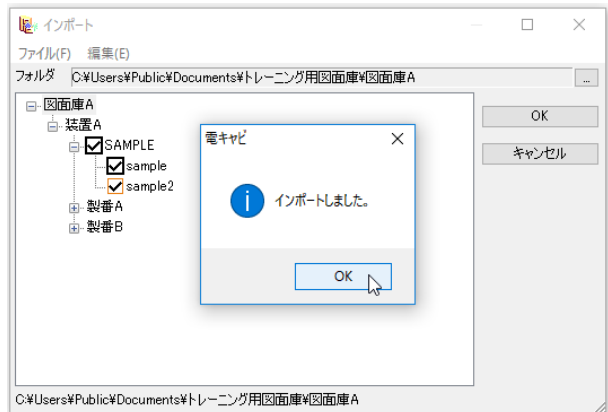 インポート
ファイル(F) 編集(E)
フォルダ C:¥Users¥Public¥Documents¥トレーニング用図面庫¥図面庫A ...
図面庫A
装置A
SAMPLE
sample
sample2
製番A
製番B
OK
キャンセル
電キャビ
インポートしました。
OK
C:¥Users¥Public¥Documents¥トレーニング用図面庫¥図面庫A